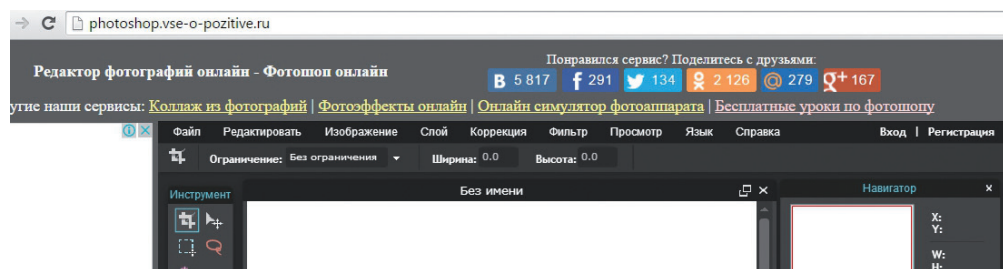 photoshop.vse-o-pozitive.ru
Понравился сервис? Поделитесь с друзьями:
Редактор фотографий онлайн - Фотошоп онлайн
B 5 817 f 291 134 2 126 @ 279 g+ 167
угие наши сервисы: Коллаж из фотографий | Фотоэффекты онлайн | Онлайн симулятор фотоаппарата | Бесплатные уроки по фотошопу
Файл Редактировать Изображение Слой Коррекция Фильтр Просмотр Язык Справка Вход | Регистрация
Ограничение: Без ограничения Ширина: 0.0 Высота: 0.0
Инструмент Без имени Навигатор
X:
Y:
W:
H: